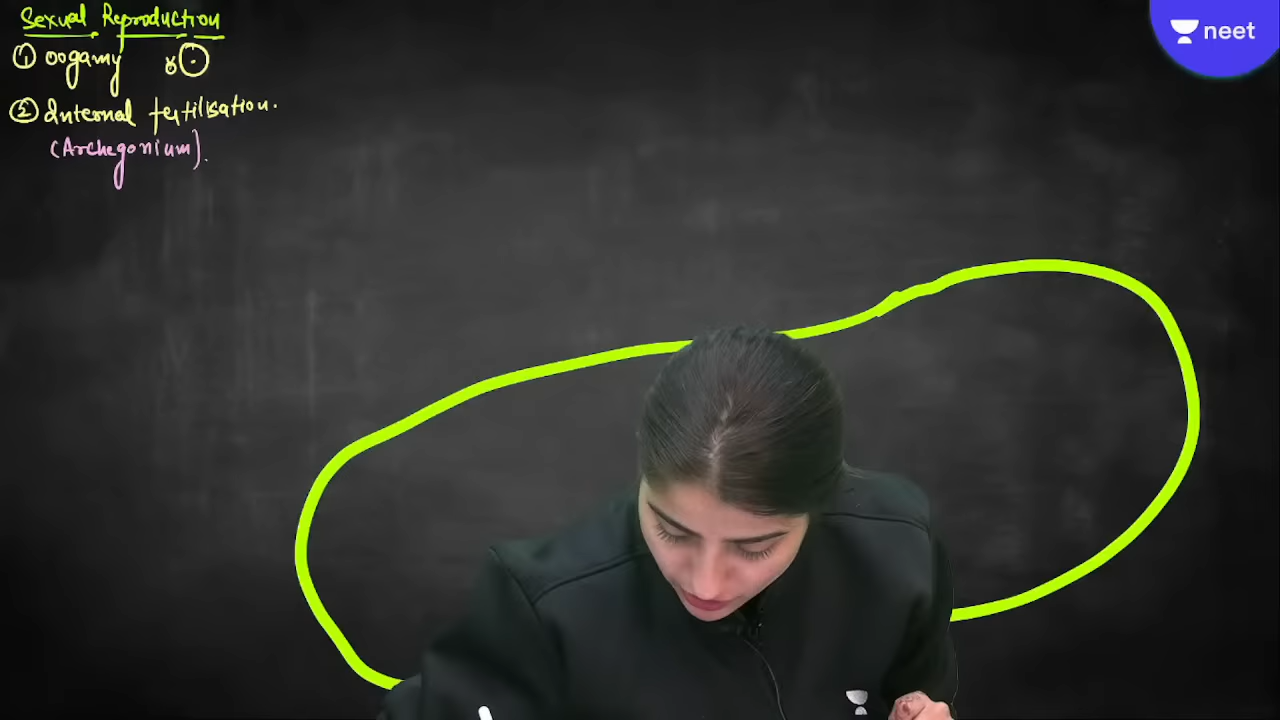 Sexual Reproduction
① oogamy
② Internal fertilisation.
(Archegonium).
neet